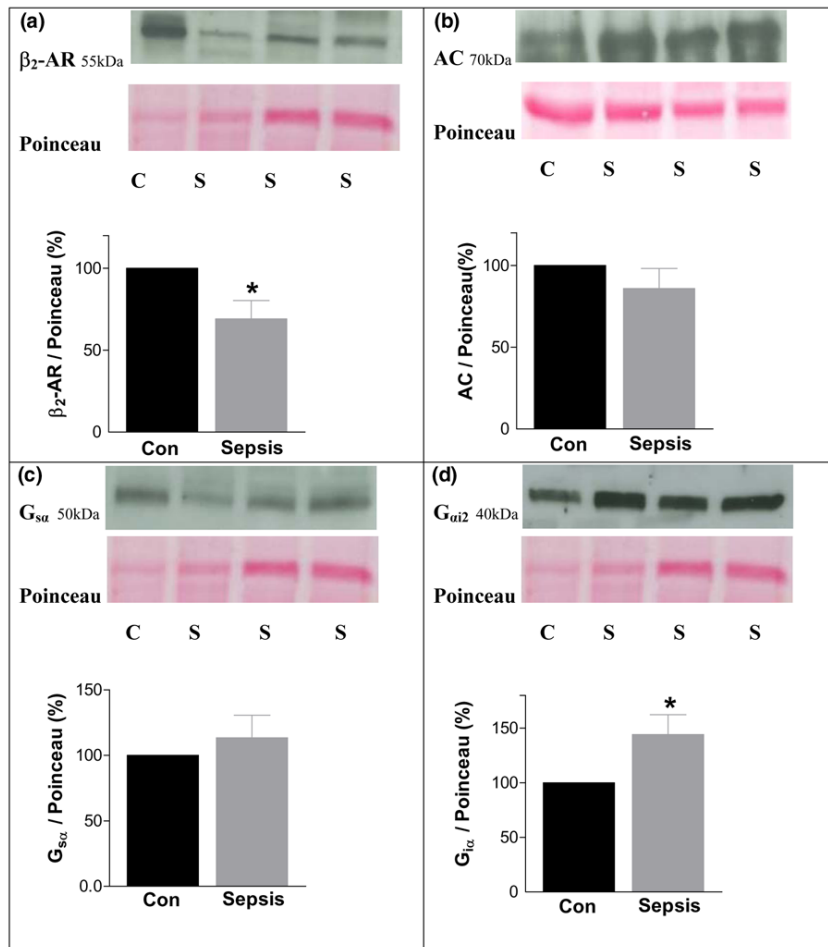 (a)
β₂-AR 55kDa
Poinceau
C S S S
β₂-AR / Poinceau (%)
100
50
0
*
Con Sepsis
(b)
AC 70kDa
Poinceau
C S S S
AC / Poinceau(%)
100
50
0
Con Sepsis
(c)
Gsα 50kDa
Poinceau
C S S S
Gsα / Poinceau (%)
150
100
50
0.0
Con Sepsis
(d)
Gαi2 40kDa
Poinceau
C S S S
Giα / Poinceau (%)
150
100
50
0
*
Con Sepsis